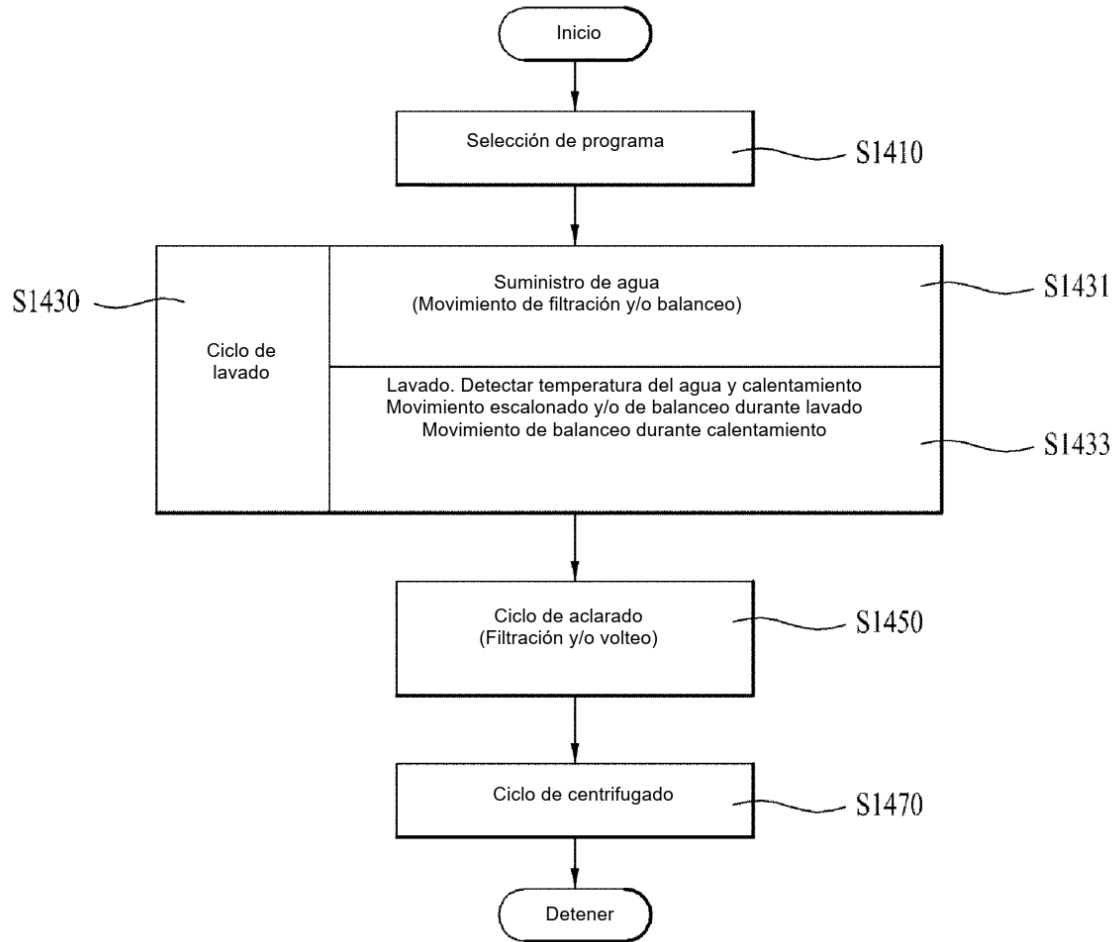 Inicio
Selección de programa
S1410
S1430
Ciclo de
lavado
Suministro de agua
(Movimiento de filtración y/o balanceo)
S1431
Lavado. Detectar temperatura del agua y calentamiento
Movimiento escalonado y/o de balanceo durante lavado
Movimiento de balanceo durante calentamiento
S1433
Ciclo de aclarado
(Filtración y/o volteo)
S1450
Ciclo de centrifugado
S1470
Detener